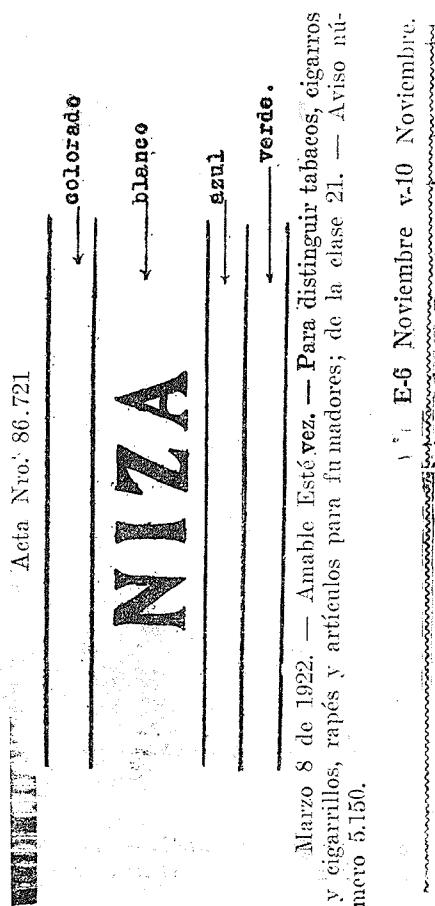 Acta Nro. 86.721
colorado
NIZA
blanco
azul
verde.
Marzo 8 de 1922. — Amable Estévez. — Para distinguir tabacos, cigarros
y cigarrillos, rapés y artículos para fumadores; de la clase 21. — Aviso nú-
mero 5.150.
E-6 Noviembre v-10 Noviembre.